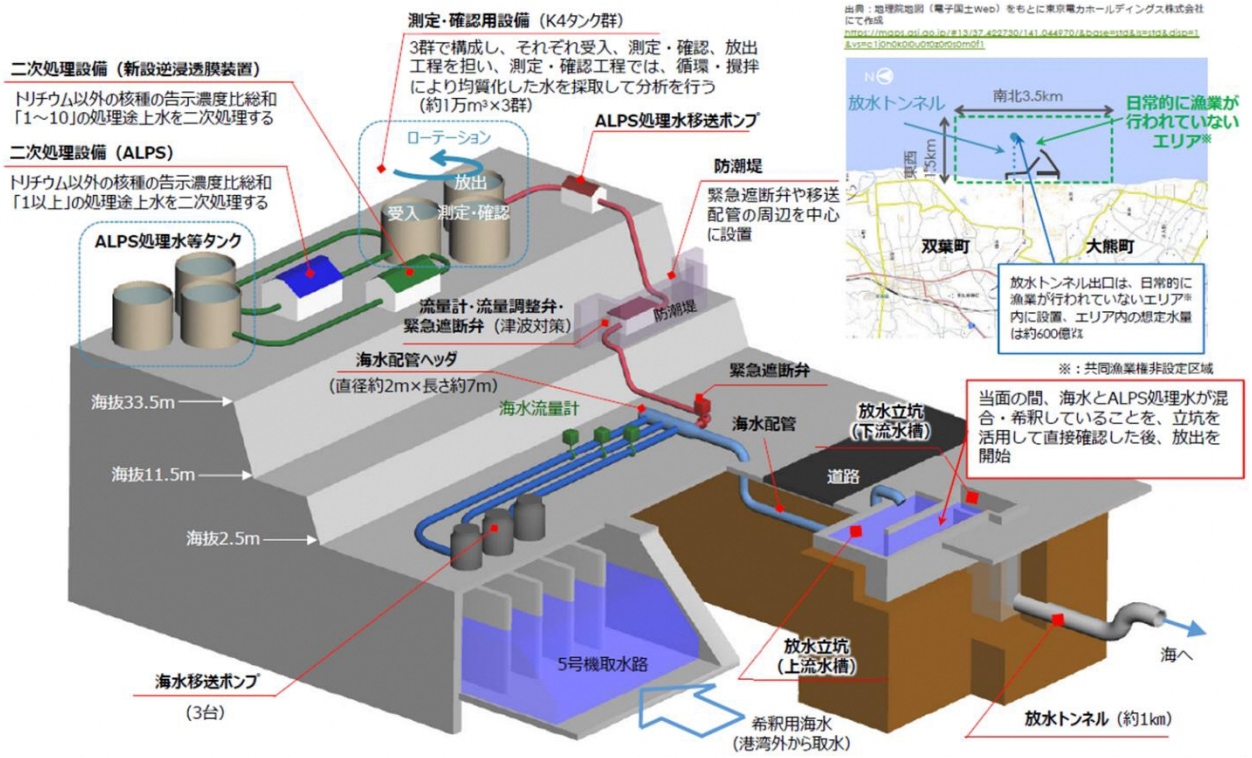 測定・確認用設備（K4タンク群）
3群で構成し、それぞれ受入、測定・確認、放出
工程を担い、測定・確認工程では、循環・攪拌
により均質化した水を採取して分析を行う
（約1万m³×3群）
二次処理設備（新設逆浸透膜装置）
トリチウム以外の核種の告示濃度比総和
「1～10」の処理途上水を二次処理する
二次処理設備（ALPS）
トリチウム以外の核種の告示濃度比総和
「1以上」の処理途上水を二次処理する
ALPS処理水等タンク
ローテーション
放出
受入
測定・確認
ALPS処理水移送ポンプ
防潮堤
緊急遮断弁や移送
配管の周辺を中心
に設置
防潮堤
流量計・流量調整弁・
緊急遮断弁（津波対策）
海水配管ヘッダ
（直径約2m×長さ約7m）
海水流量計
緊急遮断弁
海水配管
放水立坑
（下流水槽）
道路
海抜33.5m
海抜11.5m
海抜2.5m
海水移送ポンプ
（3台）
5号機取水路
希釈用海水
（港湾外から取水）
放水立坑
（上流水槽）
放水トンネル（約1km）
海へ
出典：地理院地図（電子国土Web）をもとに東京電力ホールディングス株式会社
にて作成
N
南北3.5km
東西
1.5km
放水トンネル
日常的に漁業が
行われていない
エリア※
双葉町
大熊町
放水トンネル出口は、日常的に
漁業が行われていないエリア※
内に設置、エリア内の想定水量
は約600億㍑
※：共同漁業権非設定区域
当面の間、海水とALPS処理水が混
合・希釈していることを、立坑を
活用して直接確認した後、放出を
開始